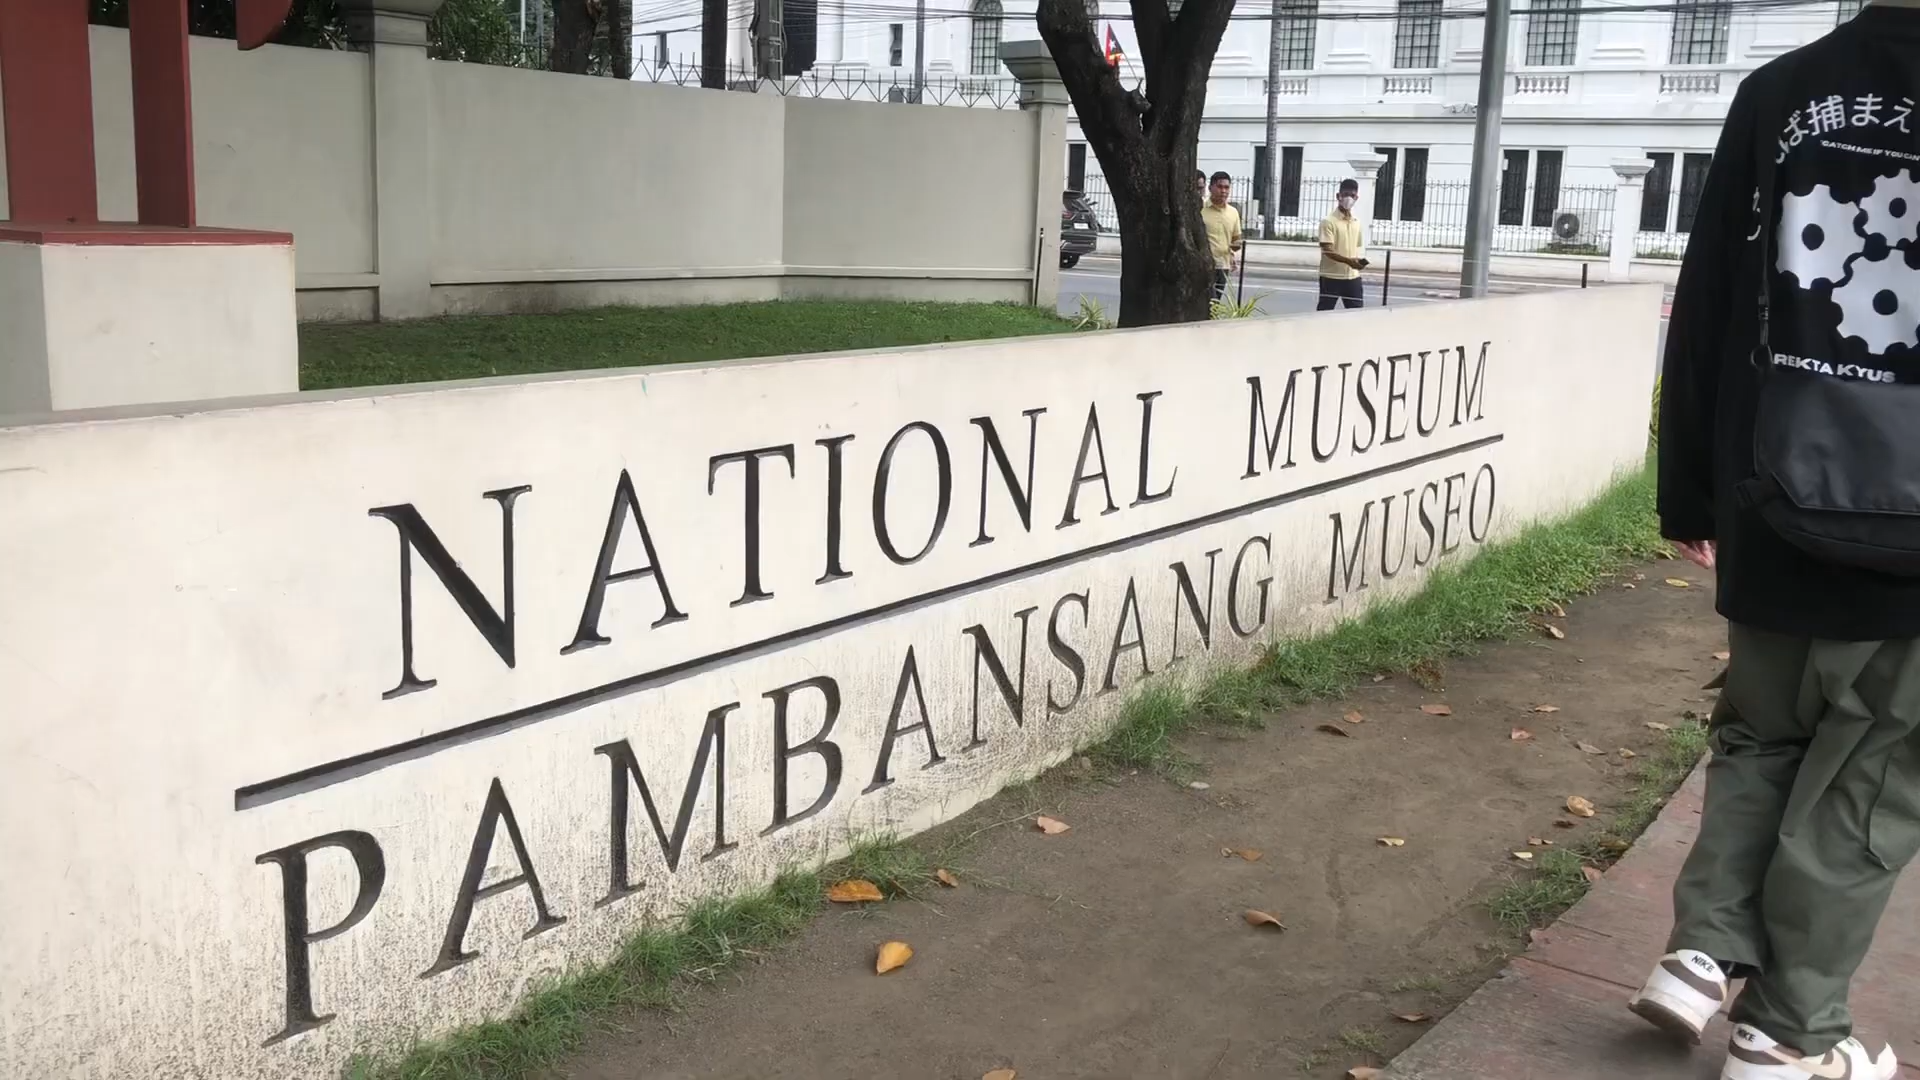 NATIONAL MUSEUM
PAMBANSANG MUSEO
ば捕まえ
"CATCH ME IF YOU CAN
REKTA KYUS
NIKE
NIKE